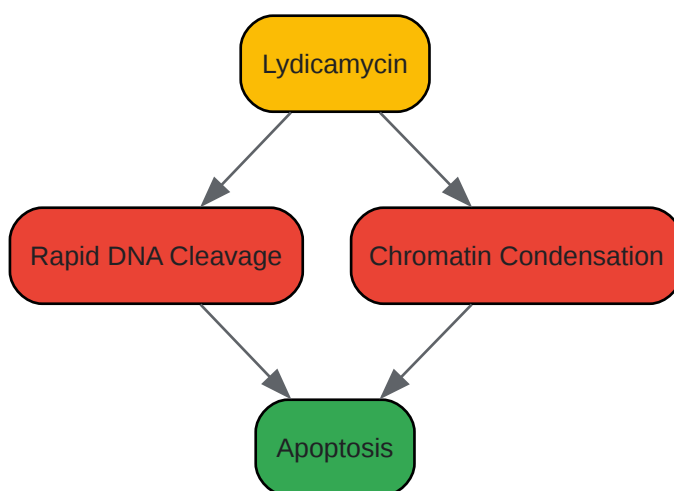 Lydicamycin
Rapid DNA Cleavage
Chromatin Condensation
Apoptosis